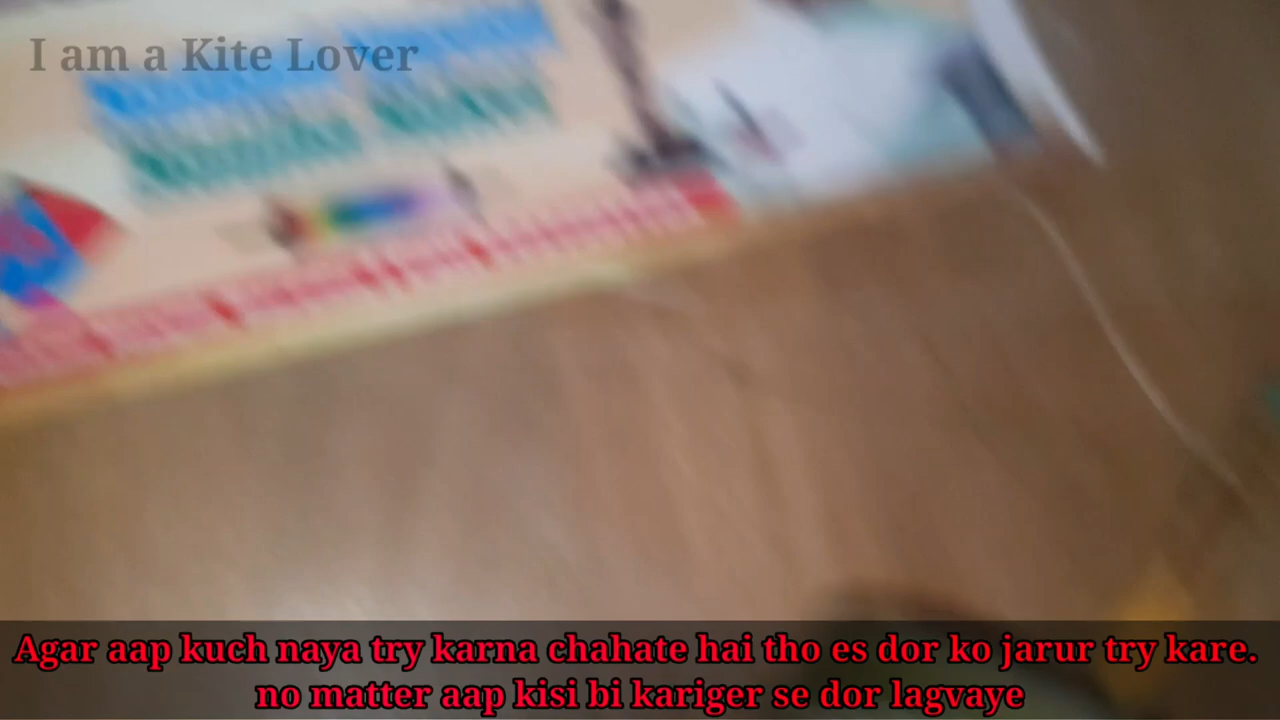 I am a Kite Lover
Agar aap kuch naya try karna chahate hai tho es dor ko jarur try kare.
no matter aap kisi bi kariger se dor lagvaye